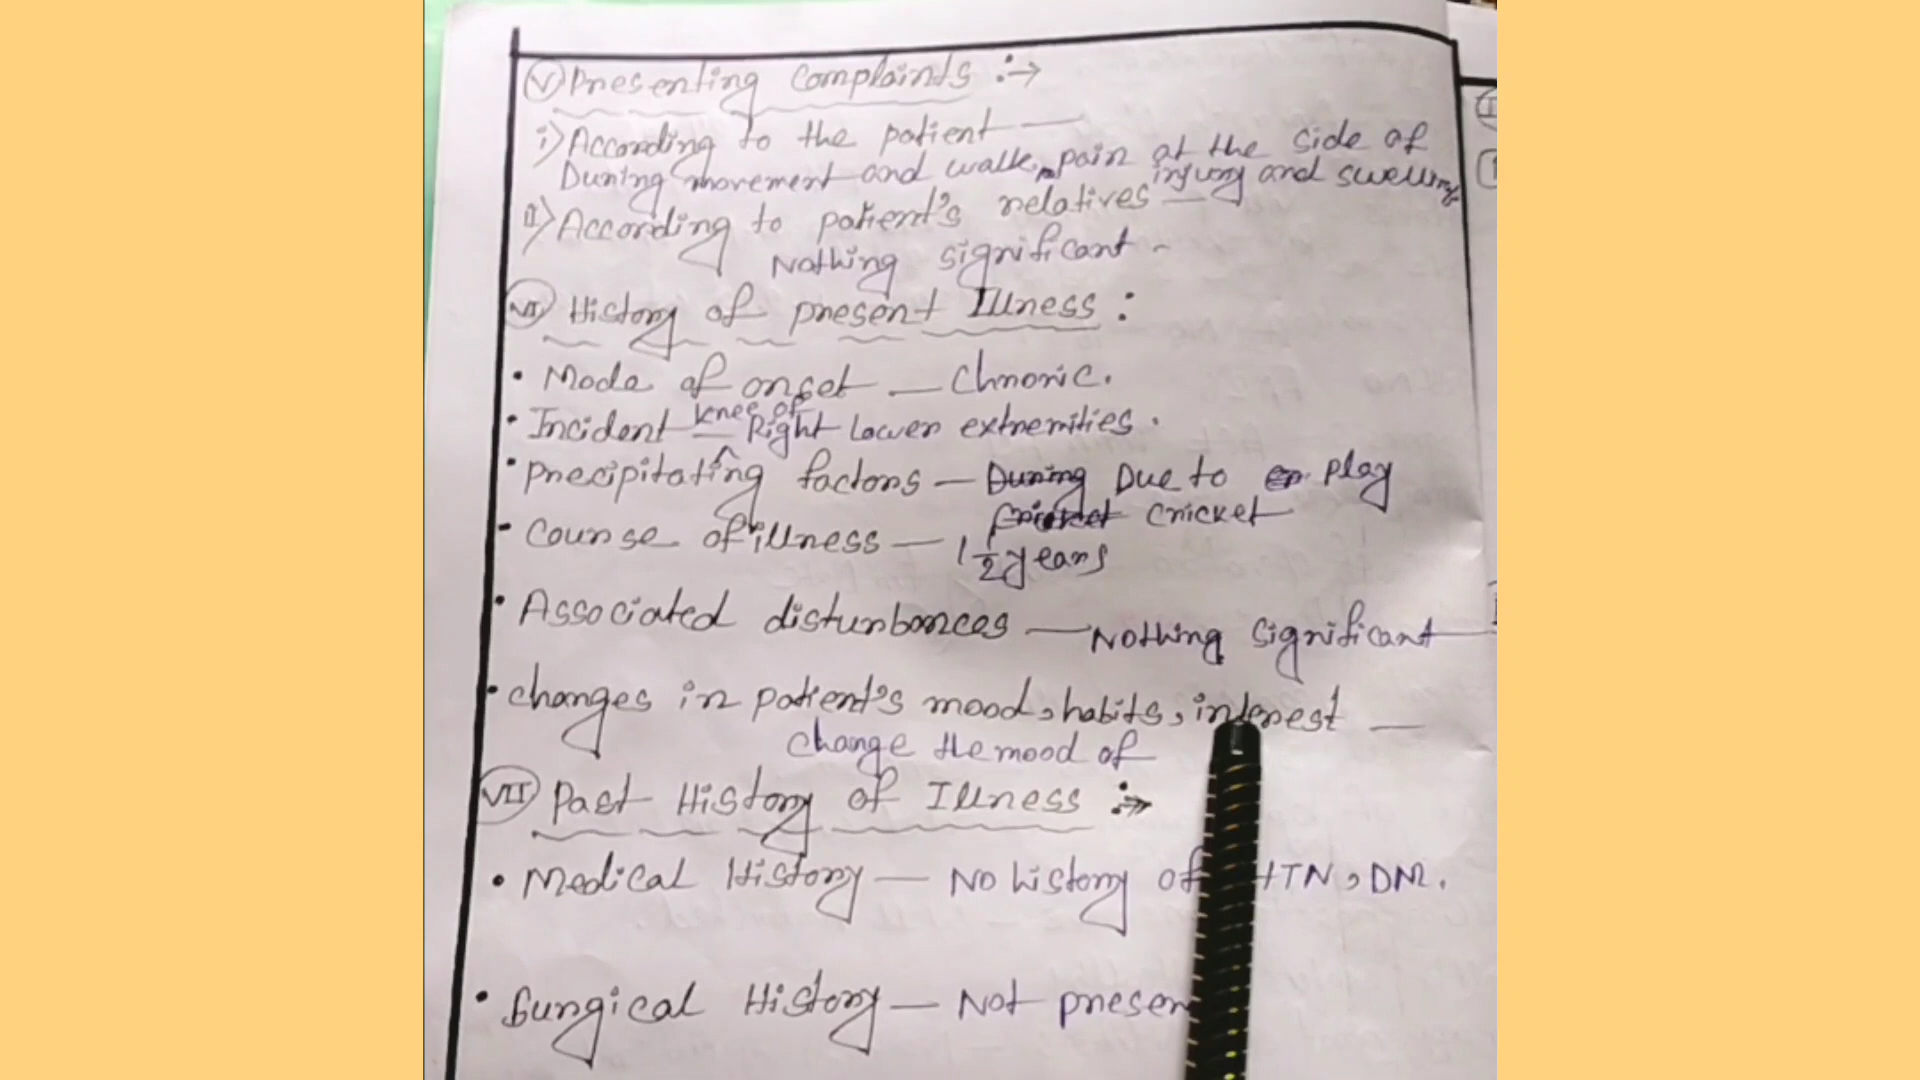 Ⅴ Presenting Complaints :→
i) According to the patient —
During movement and walk, pain at the side of
injury and swelling
Ⅱ) According to patient's relatives —
Nothing significant -
Ⅵ History of present Illness :
• Mode of onset — Chronic.
• Incident — knee of Right Lower extremities.
• Precipitating factors — During Due to play
Cricket Cricket
• Course of illness — 1 1/2 years
• Associated disturbances — Nothing significant
• changes in patient's mood, habits, interest —
Change the mood of
Ⅶ Past History of Illness :→
• Medical History — No history of HTN, DM.
• Surgical History — Not presen